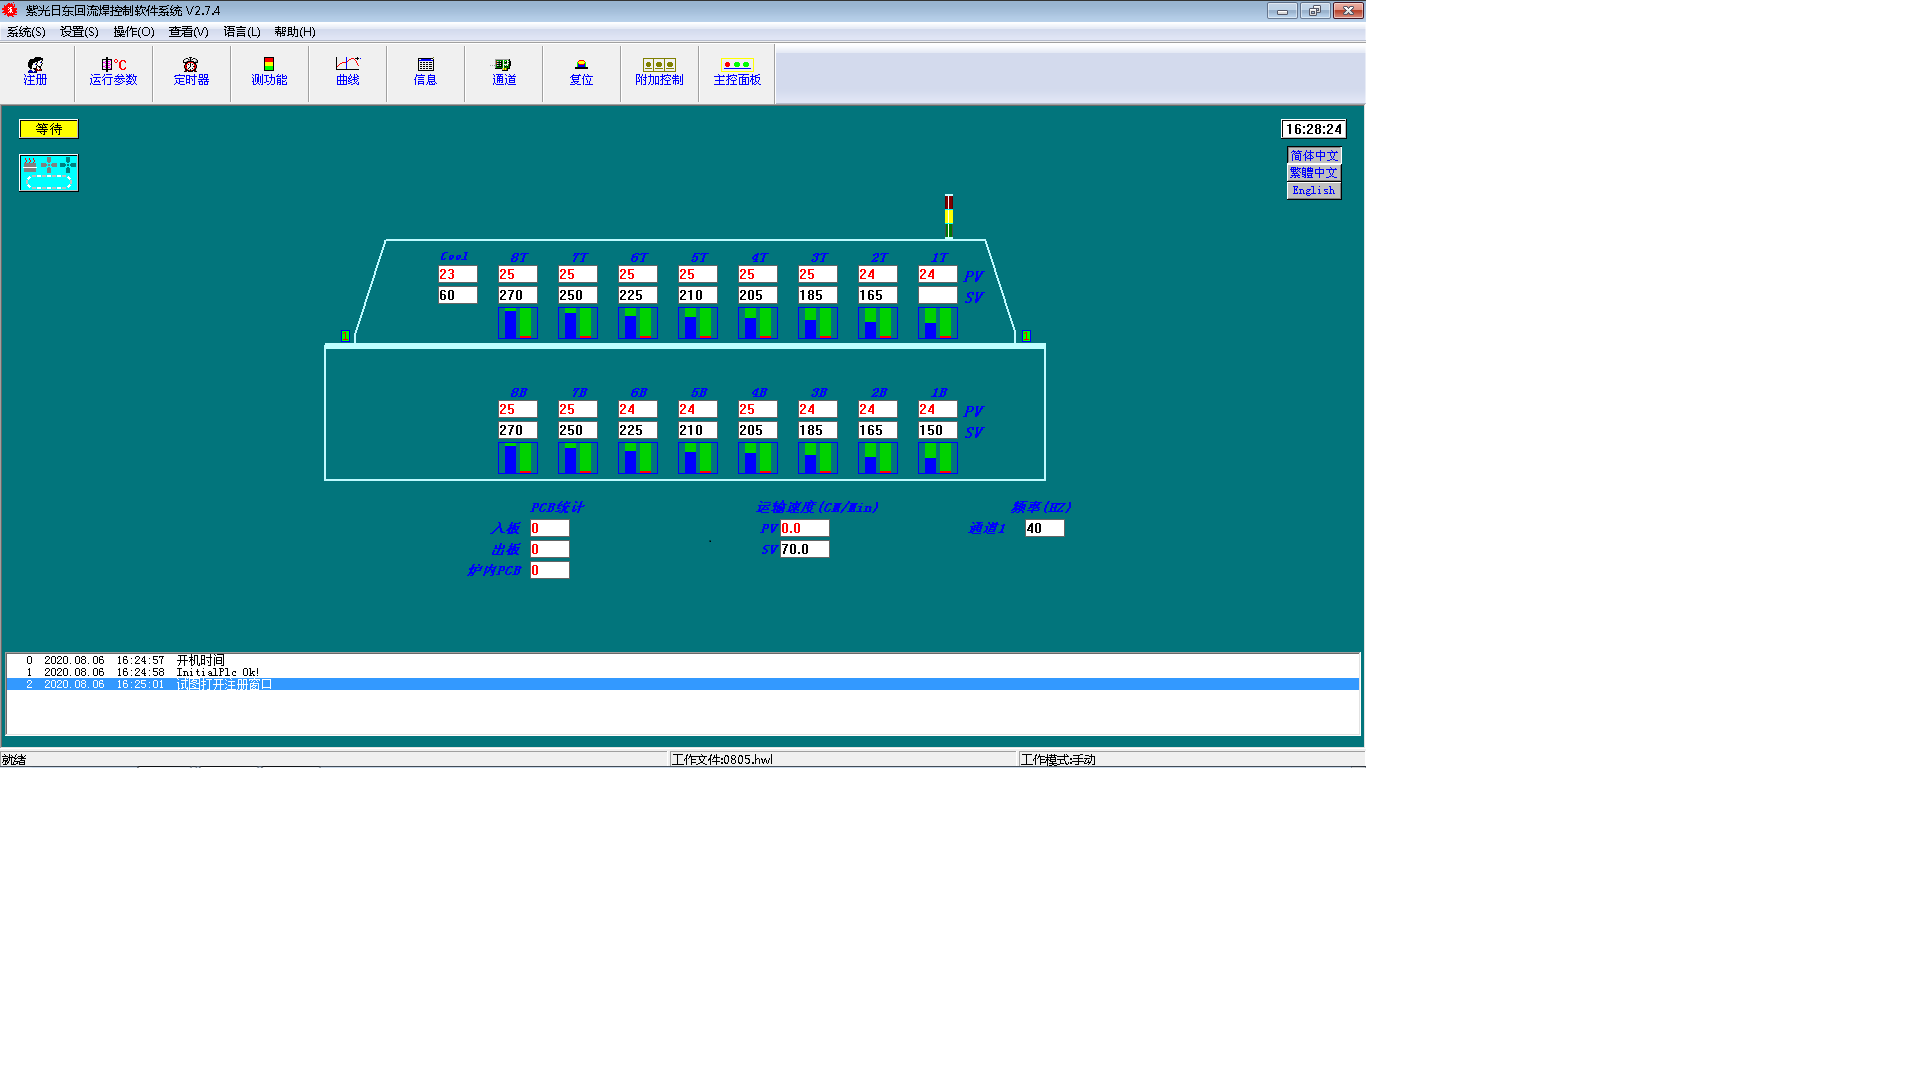 紫光日东回流焊控制软件系统 V2.7.4
系统(S) 设置(S) 操作(O) 查看(V) 语言(L) 帮助(H)
注册 °C 运行参数 定时器 测功能 曲线 信息 通道 复位 附加控制 主控面板
等待
16:28:24
简体中文
繁體中文
English
Cool 8T 7T 6T 5T 4T 3T 2T 1T
23 25 25 25 25 25 25 24 24 PV
60 270 250 225 210 205 185 165 SV
1 1
8B 7B 6B 5B 4B 3B 2B 1B
25 25 24 24 25 24 24 24 PV
270 250 225 210 205 185 165 150 SV
PCB统计 运输速度(CM/Min) 频率(HZ)
入板 0 PV 0.0 通道1 40
出板 0 SV 70.0
炉内PCB 0
0 2020.08.06 16:24:57 开机时间
1 2020.08.06 16:24:58 InitialPlc Ok!
2 2020.08.06 16:25:01 试图打开注册窗口
就绪 工作文件:0805.hwl 工作模式:手动